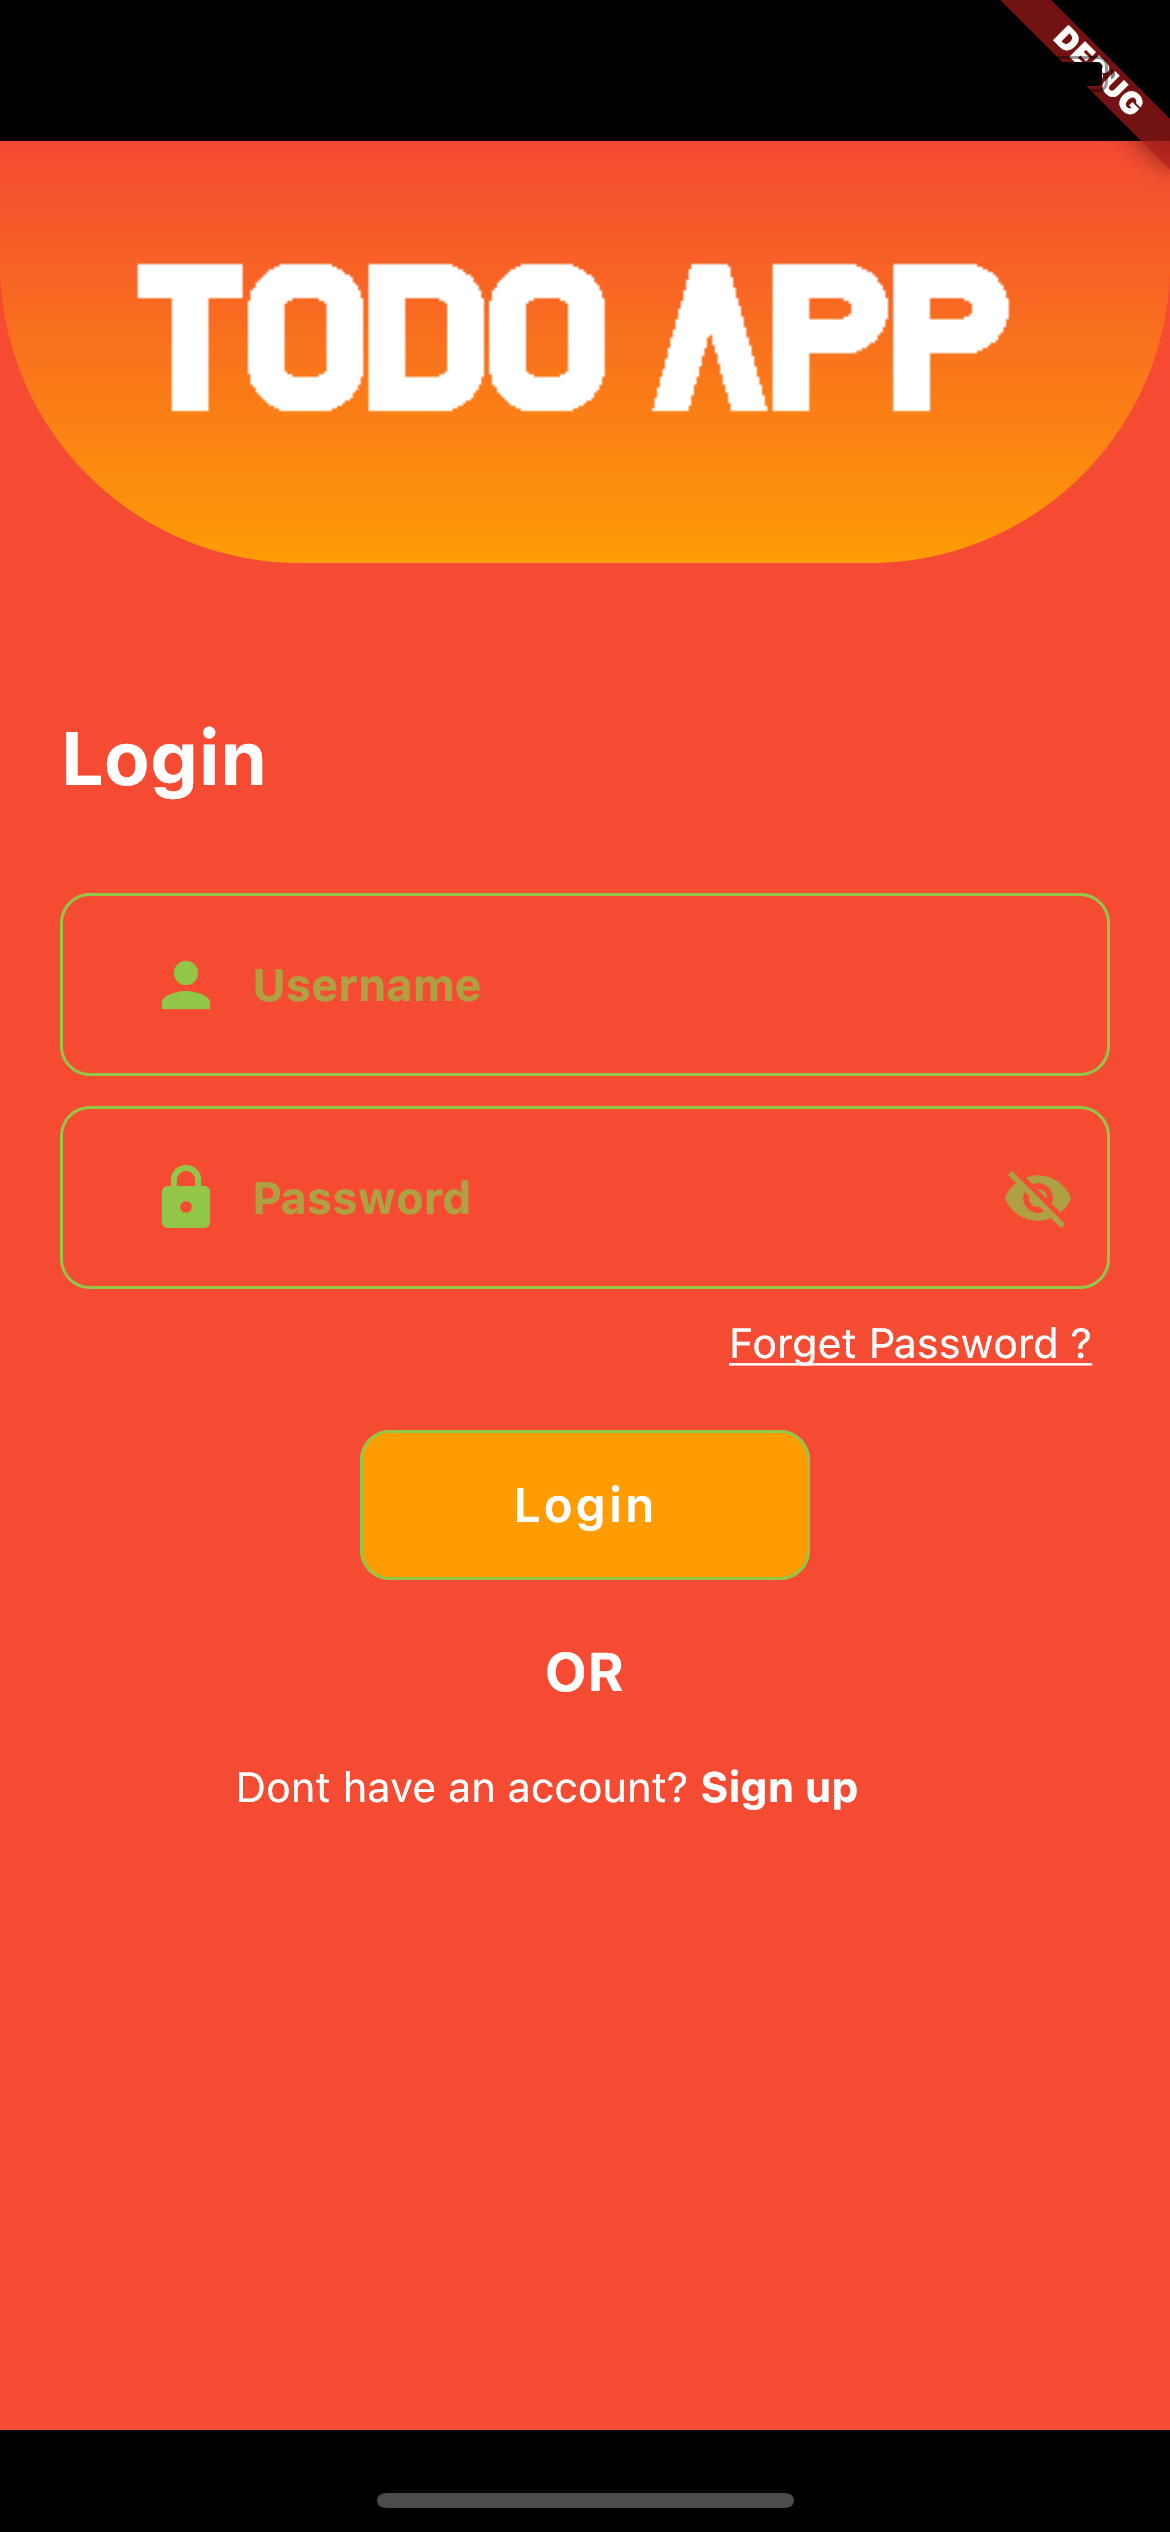 DEBUG
TODO APP
Login
Username
Password
Forget Password ?
Login
OR
Dont have an account? Sign up